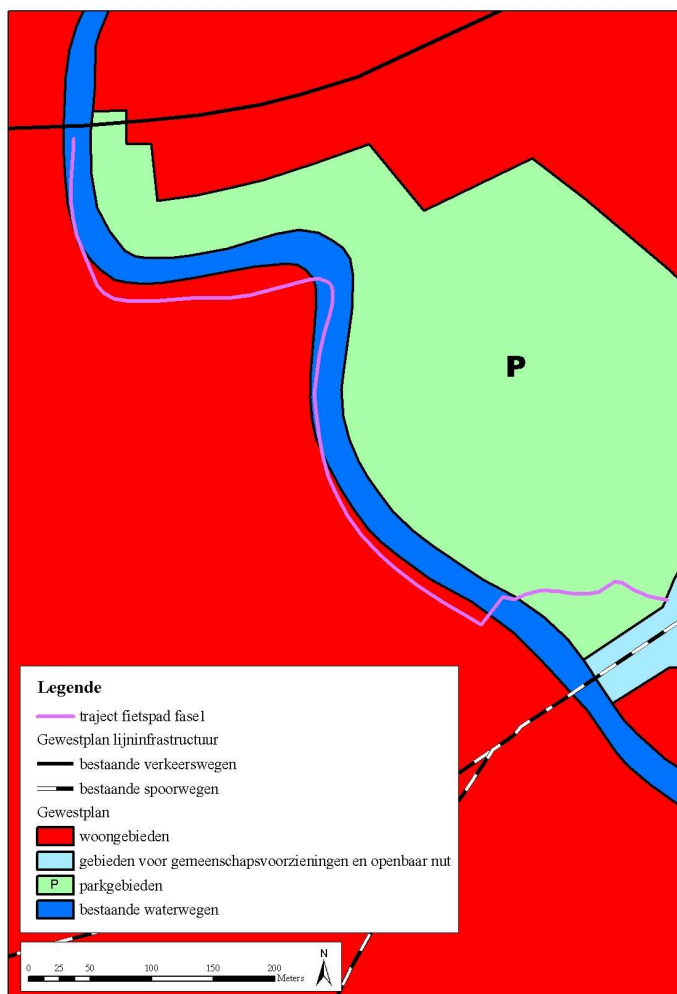 P
Legende
traject fietspad fase1
Gewestplan lijninfrastructuur
bestaande verkeerswegen
bestaande spoorwegen
Gewestplan
woongebieden
gebieden voor gemeenschapsvoorzieningen en openbaar nut
P parkgebieden
bestaande waterwegen
N
0 25 50 100 150 200
Meters